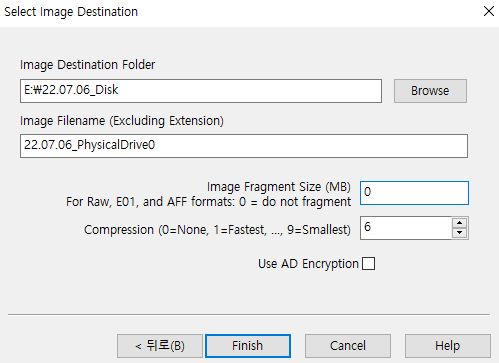 Select Image Destination
Image Destination Folder
E:₩22.07.06_Disk
Browse
Image Filename (Excluding Extension)
22.07.06_PhysicalDrive0
Image Fragment Size (MB)
For Raw, E01, and AFF formats: 0 = do not fragment
0
Compression (0=None, 1=Fastest, ..., 9=Smallest)
6
Use AD Encryption
< 뒤로(B)
Finish
Cancel
Help